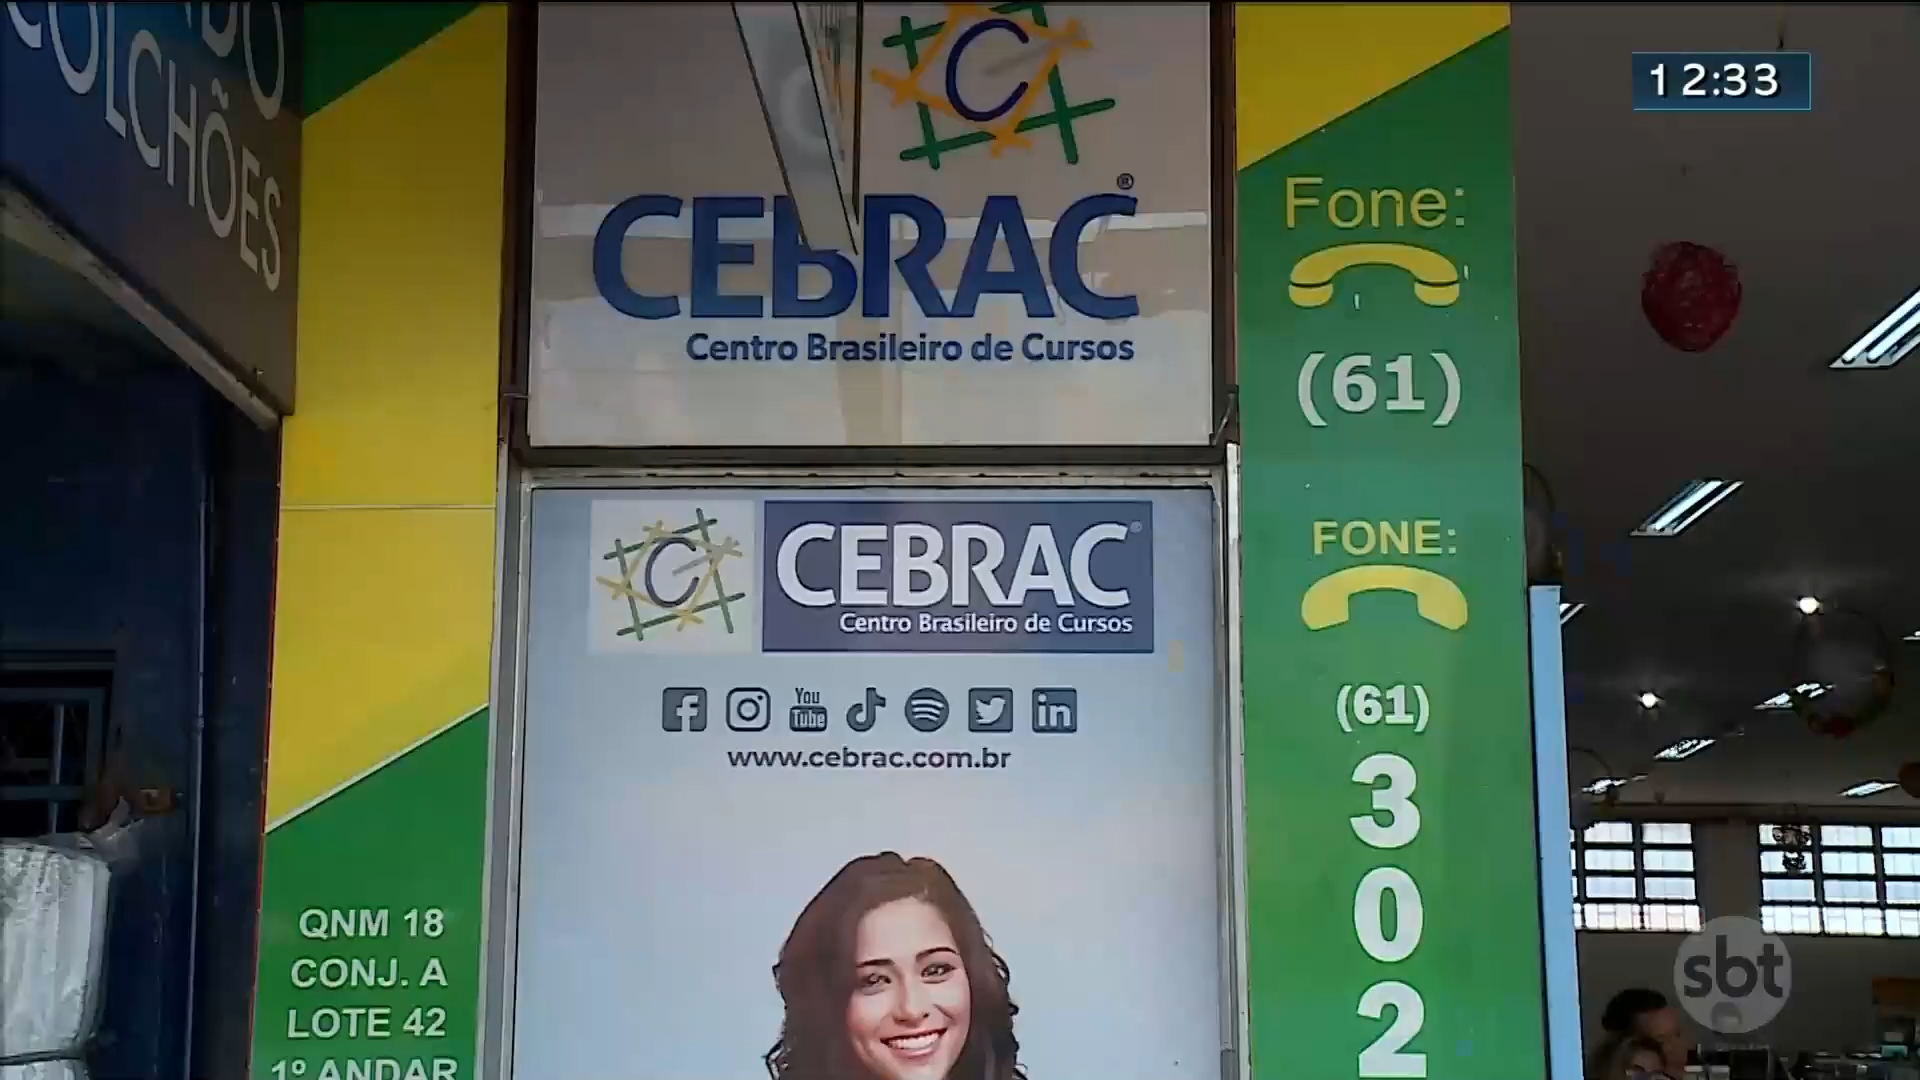 COLCHÕES
12:33
C
CEBRAC®
Centro Brasileiro de Cursos
Fone:
(61)
C
CEBRAC®
Centro Brasileiro de Cursos
FONE:
You
Tube
in
www.cebrac.com.br
(61)
3
0
2
QNM 18
CONJ. A
LOTE 42
1º ANDAR
sbt